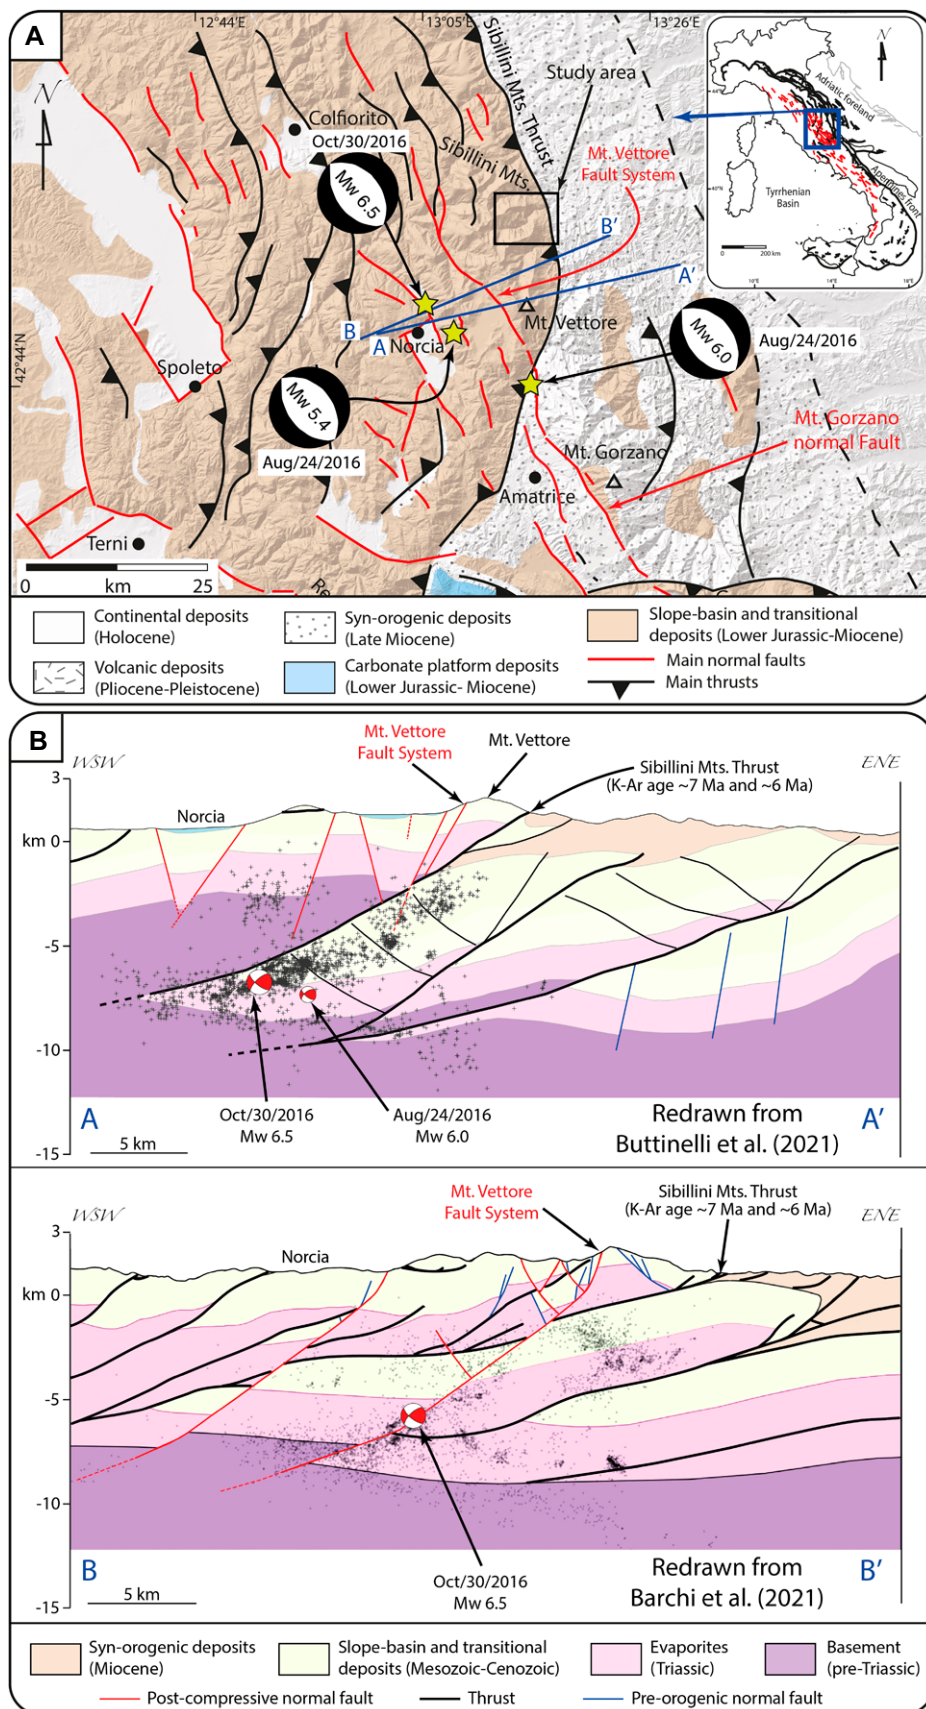 A
12°44′E
13°05′E
13°26′E
N
Sibillini Mts. Thrust
Study area
Colfiorito
Oct/30/2016
Mw 6.5
Sibillini Mts.
Mt. Vettore
Fault System
B′
A′
B
A
Norcia
Mt. Vettore
42°44′N
Spoleto
Mw 5.4
Aug/24/2016
Mw 6.0
Aug/24/2016
Mt. Gorzano
normal Fault
Mt. Gorzano
Amatrice
Terni
0 km 25
N
Adriatic foreland
Apennines front
Tyrrhenian
Basin
0 200 km
44°N
40°N
10°E
14°E
18°E
Continental deposits
(Holocene)
Volcanic deposits
(Pliocene-Pleistocene)
Syn-orogenic deposits
(Late Miocene)
Carbonate platform deposits
(Lower Jurassic- Miocene)
Slope-basin and transitional
deposits (Lower Jurassic-Miocene)
Main normal faults
Main thrusts
B
WSW
ENE
Mt. Vettore
Fault System
Mt. Vettore
Sibillini Mts. Thrust
(K-Ar age ~7 Ma and ~6 Ma)
3
km 0
-5
-10
-15
Norcia
Oct/30/2016
Mw 6.5
Aug/24/2016
Mw 6.0
A
5 km
Redrawn from
Buttinelli et al. (2021)
A′
WSW
ENE
Mt. Vettore
Fault System
Sibillini Mts. Thrust
(K-Ar age ~7 Ma and ~6 Ma)
3
km 0
-5
-10
-15
Norcia
Oct/30/2016
Mw 6.5
B
5 km
Redrawn from
Barchi et al. (2021)
B′
Syn-orogenic deposits
(Miocene)
Slope-basin and transitional
deposits (Mesozoic-Cenozoic)
Evaporites
(Triassic)
Basement
(pre-Triassic)
Post-compressive normal fault
Thrust
Pre-orogenic normal fault